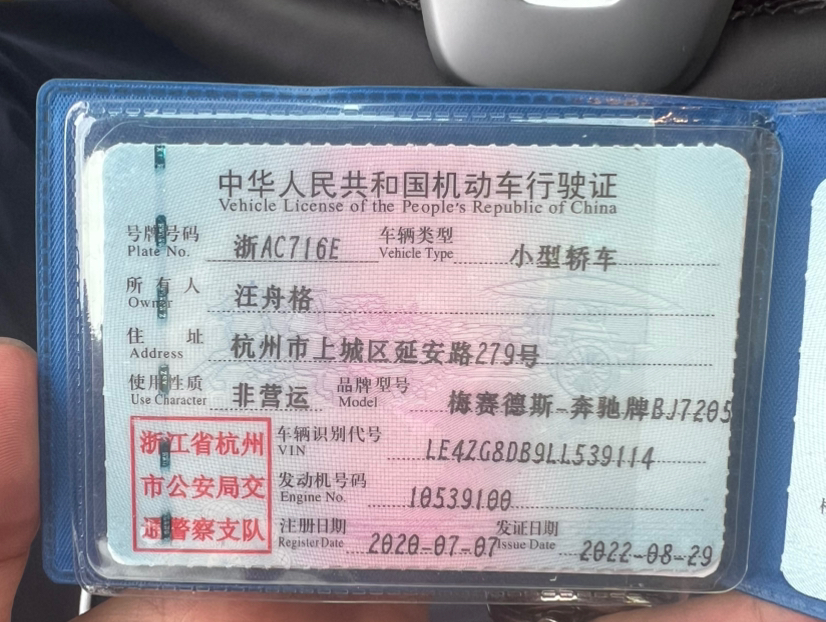 中华人民共和国机动车行驶证
Vehicle License of the People's Republic of China
号牌号码 浙AC716E 车辆类型 小型轿车
Plate No. Vehicle Type
所有人 汪舟格
Owner
住址 杭州市上城区延安路279号
Address
使用性质 非营运 品牌型号 梅赛德斯-奔驰牌BJ7205
Use Character Model
浙江省杭州
市公安局交
通警察支队
车辆识别代号 LE4ZG8DB9LL539114
VIN
发动机号码 10539100
Engine No.
注册日期 2020-07-07 发证日期 2022-08-29
Register Date Issue Date